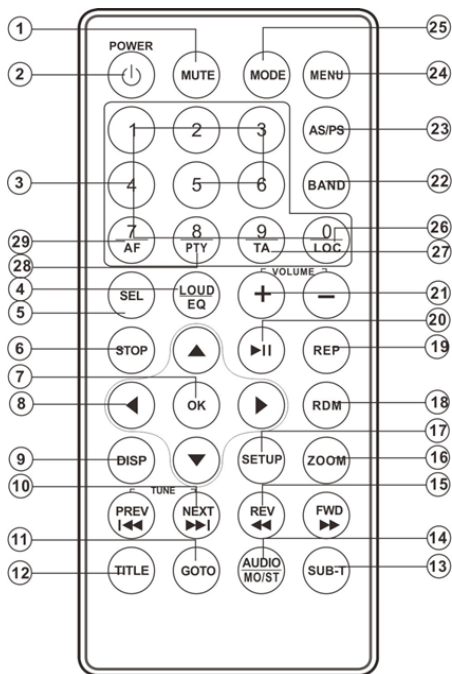 1
25
POWER
2
MUTE
MODE
MENU
24
1
2
3
AS/PS
23
3
4
5
6
BAND
22
7
AF
8
PTY
9
TA
0
LOC
26
29
27
28
VOLUME
4
LOUD
EQ
+
−
21
SEL
5
20
6
STOP
▲
▶II
REP
19
7
8
◀
OK
▶
RDM
18
17
9
DISP
▼
SETUP
ZOOM
16
10
TUNE
15
PREV
I◀◀
NEXT
▶▶I
REV
◀◀
FWD
▶▶
11
14
12
TITLE
GOTO
AUDIO
MO/ST
SUB-T
13